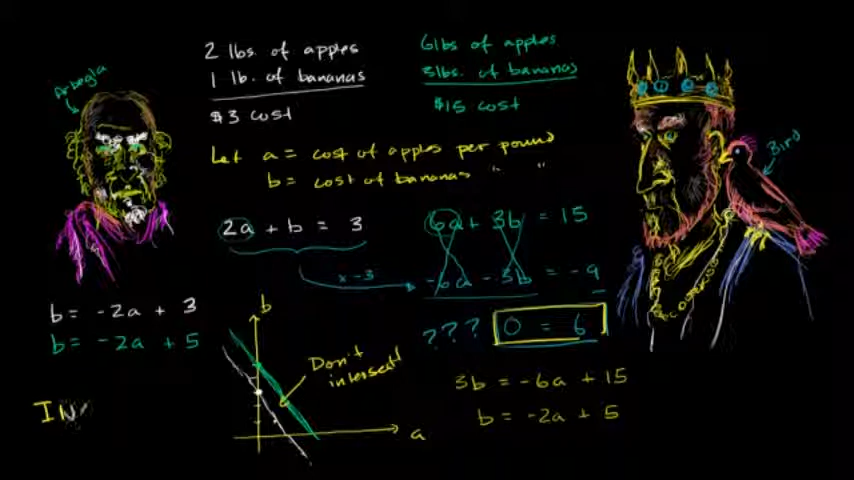 2 lbs. of apples
1 lb. of bananas
$3 cost
6lbs of apples
3lbs. of bananas
$15 cost
Arbegla
Bird
Let a = cost of apples per pound
b = cost of bananas " "
2a + b = 3
6a + 3b = 15
x -3
-6a - 3b = -9
b = -2a + 3
b = -2a + 5
b
Don't
intersect!
a
??? 0 = 6
3b = -6a + 15
b = -2a + 5